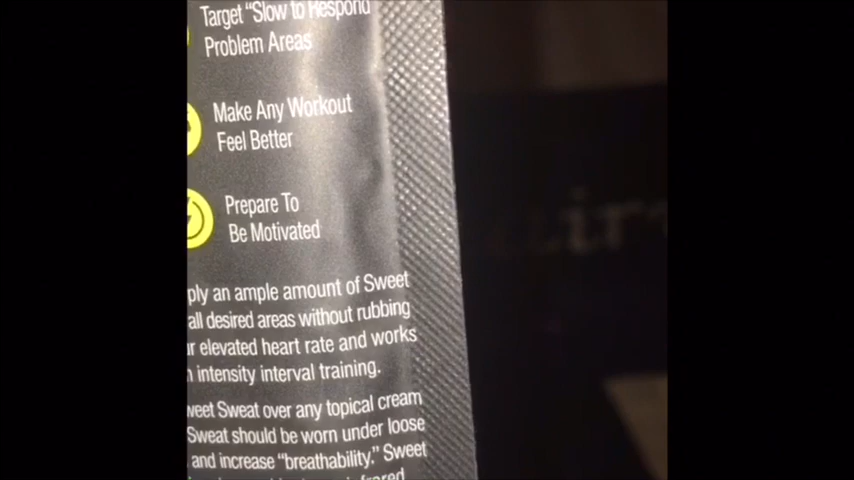 Target "Slow to Respond
Problem Areas
Make Any Workout
Feel Better
Prepare To
Be Motivated
ply an ample amount of Sweet
all desired areas without rubbing
r elevated heart rate and works
intensity interval training.
weet Sweat over any topical cream
Sweat should be worn under loose
and increase "breathability." Sweet
infrared